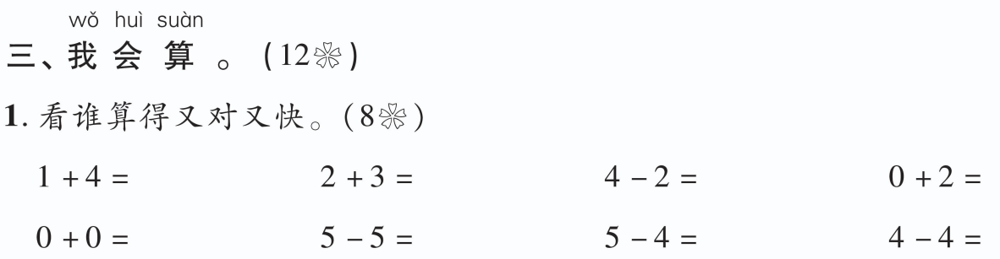 wǒ huì suàn
三、我 会 算 。(12❀)
1. 看谁算得又对又快。(8❀)
1 + 4 = 2 + 3 = 4 - 2 = 0 + 2 =
0 + 0 = 5 - 5 = 5 - 4 = 4 - 4 =